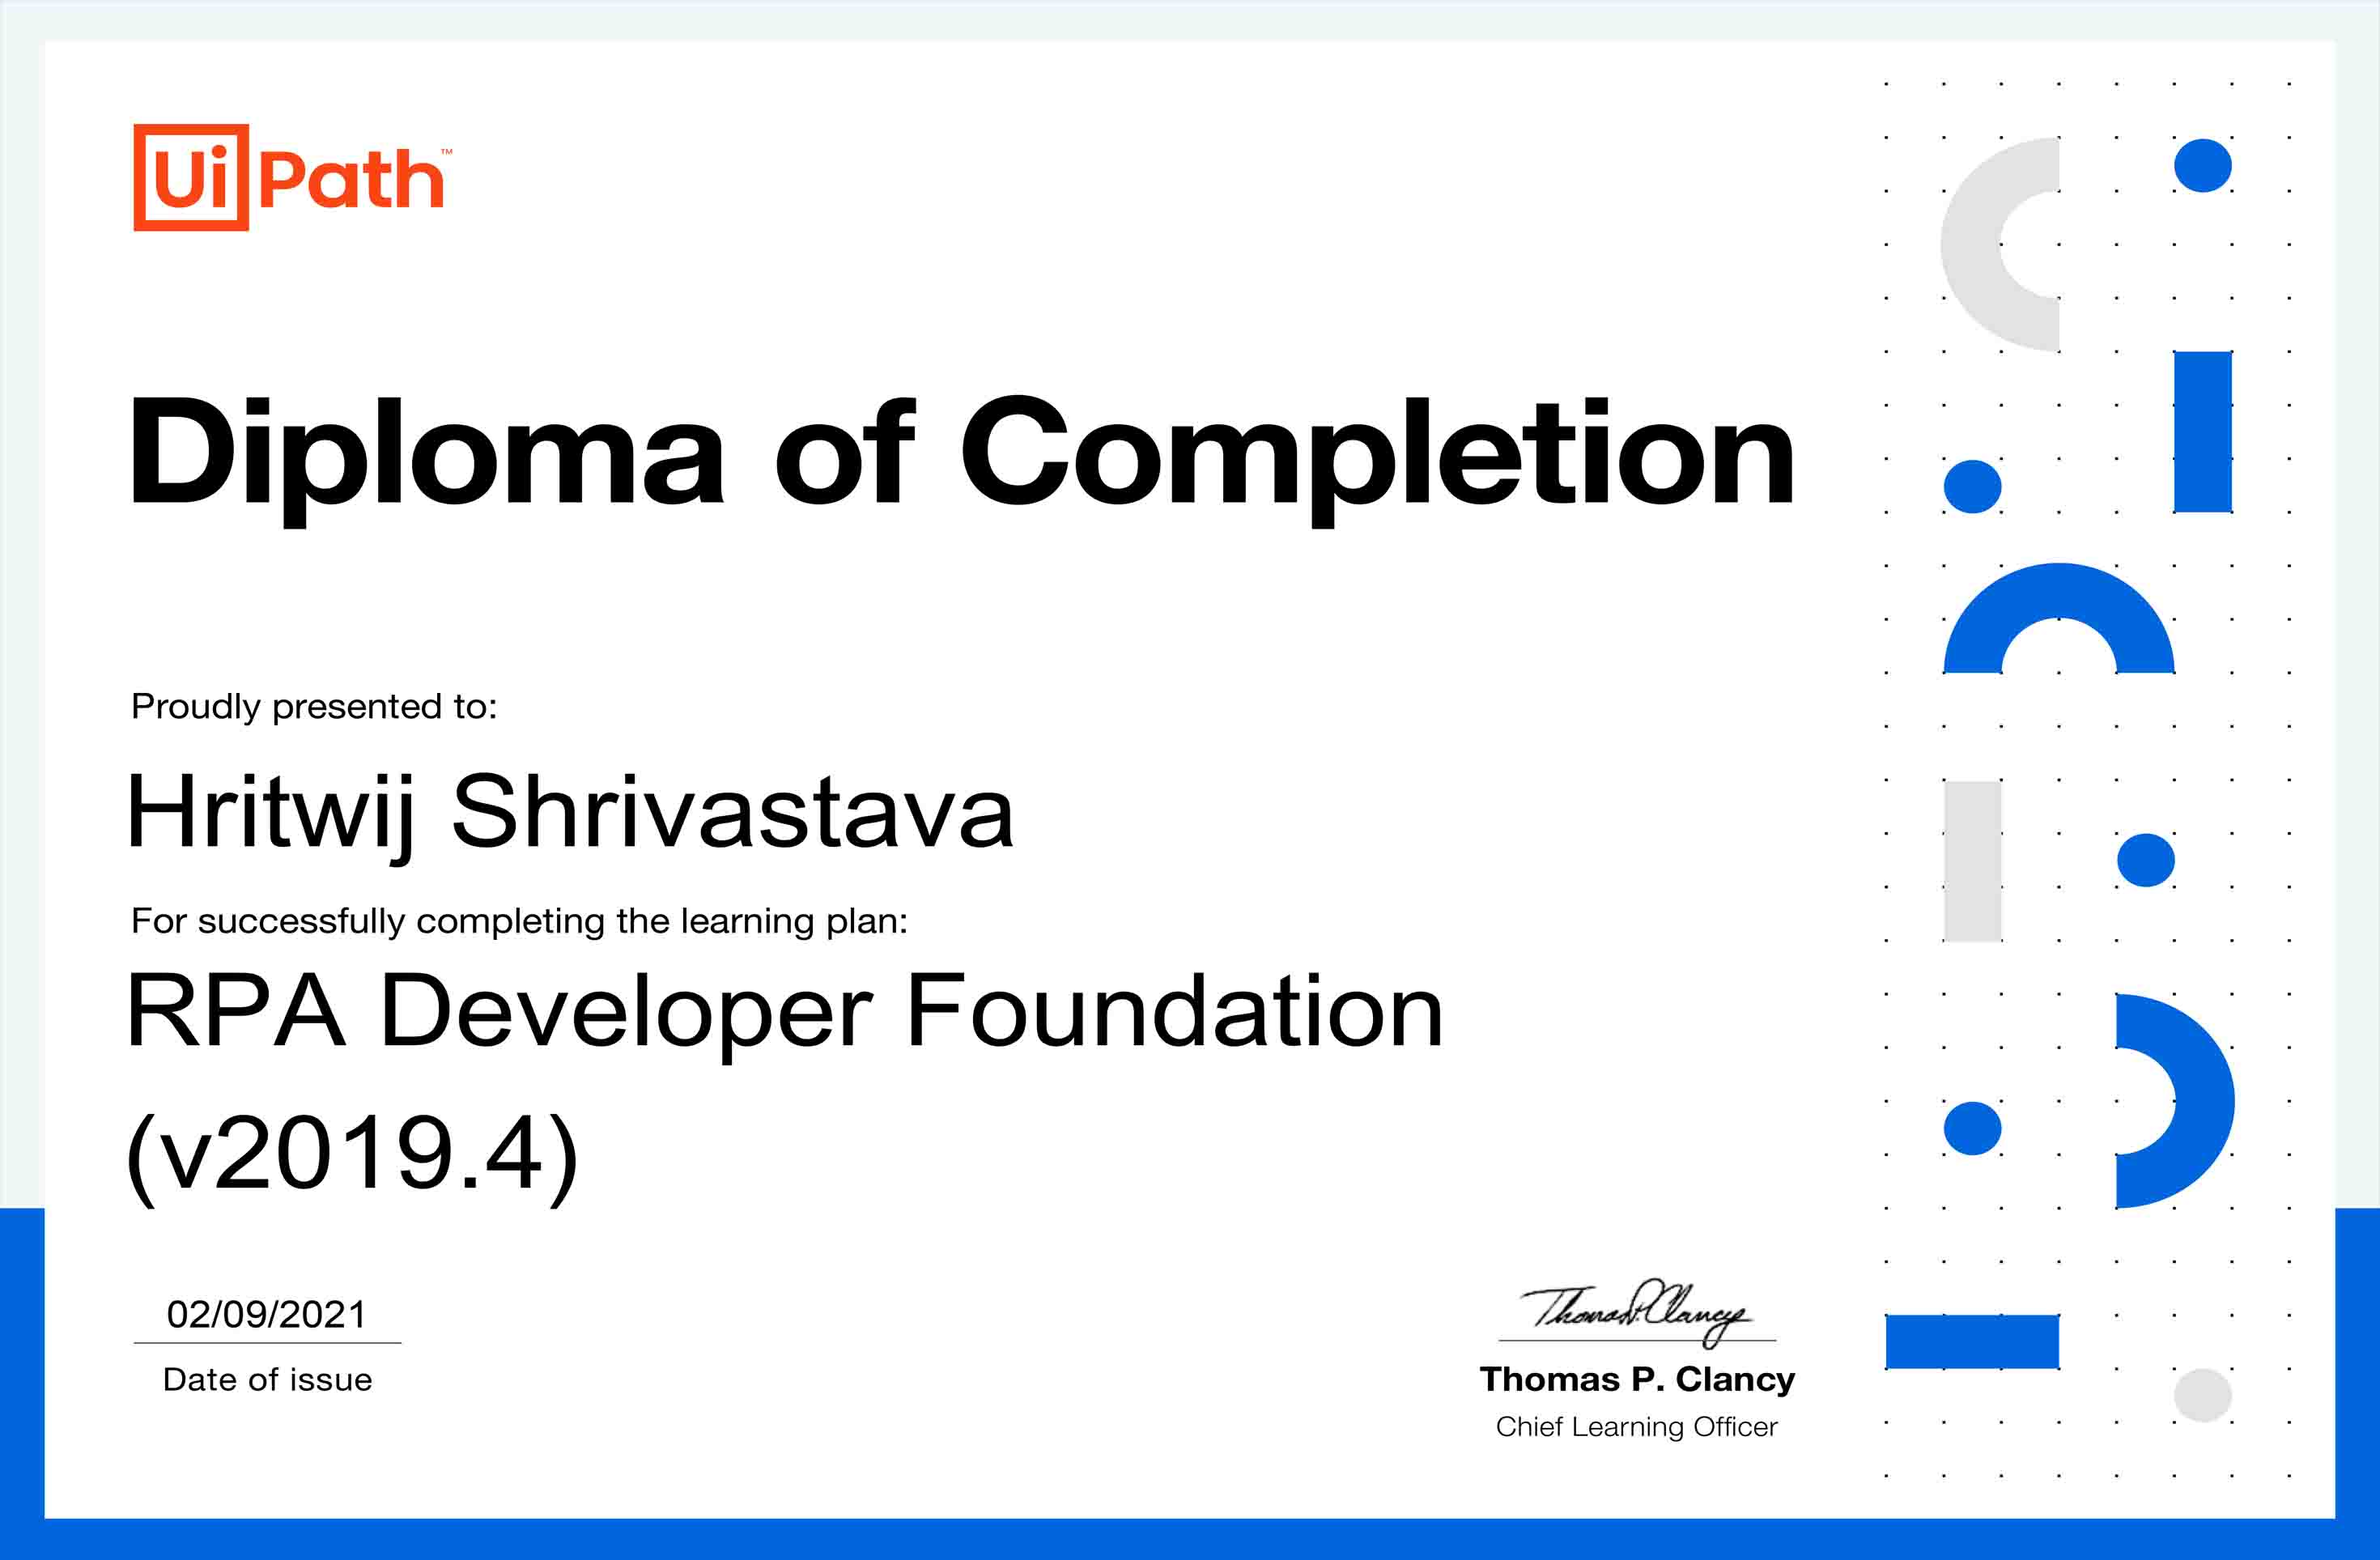 UiPath™
Diploma of Completion
Proudly presented to:
Hritwij Shrivastava
For successfully completing the learning plan:
RPA Developer Foundation
(v2019.4)
02/09/2021
Date of issue
Thomas P. Clancy
Thomas P. Clancy
Chief Learning Officer